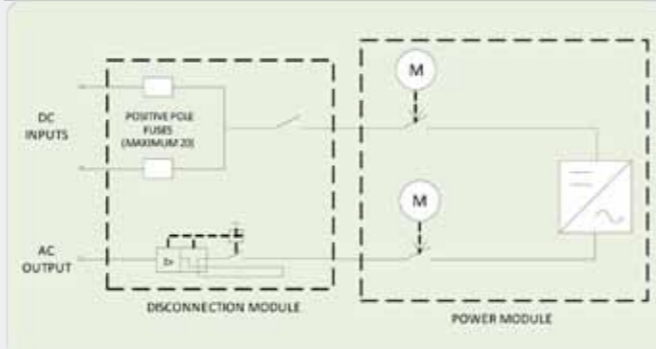 M
DC
INPUTS
POSITIVE POLE
FUSES
(MAXIMUM 20)
M
AC
OUTPUT
DISCONNECTION MODULE
POWER MODULE